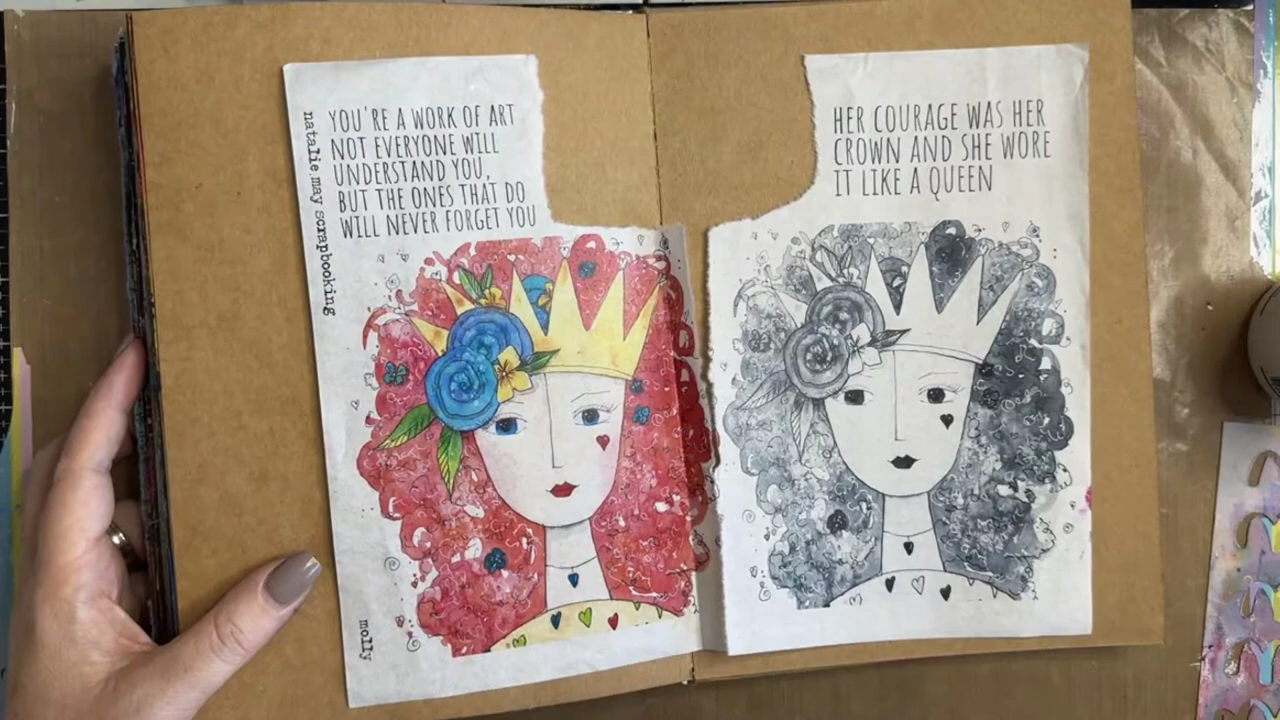 YOU'RE A WORK OF ART
NOT EVERYONE WILL
UNDERSTAND YOU,
BUT THE ONES THAT DO
WILL NEVER FORGET YOU
natalie may scrapbooking
molly
HER COURAGE WAS HER
CROWN AND SHE WORE
IT LIKE A QUEEN